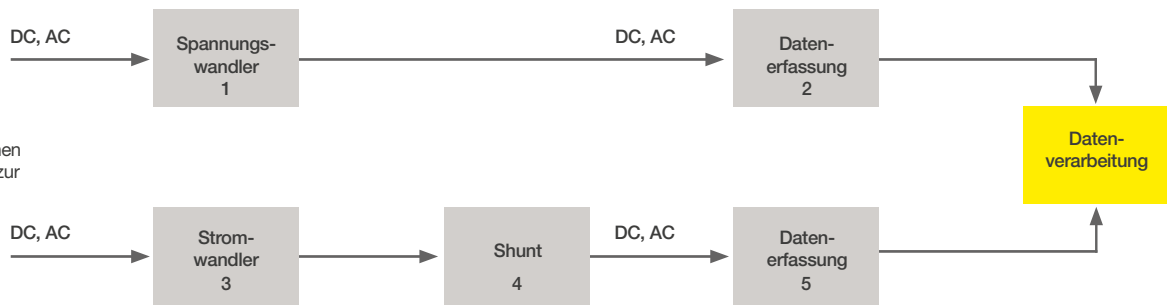 DC, AC
Spannungs-
wandler
1
DC, AC
Daten-
erfassung
2
Daten-
verarbeitung
zur
DC, AC
Strom-
wandler
3
Shunt
4
DC, AC
Daten-
erfassung
5